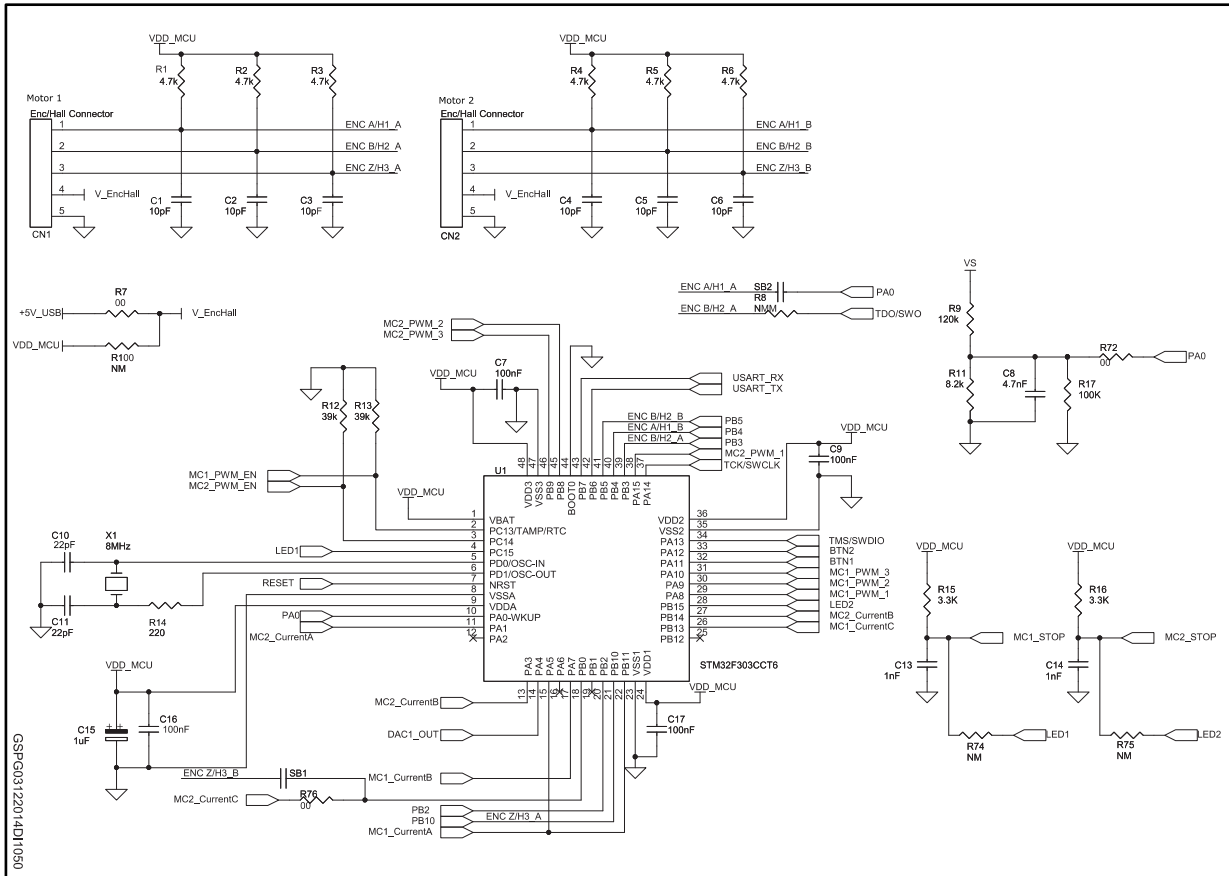 VDD_MCU
R1
4.7k
R2
4.7k
R3
4.7k
Motor 1
Enc/Hall Connector
1
2
3
4
5
ENC A/H1_A
ENC B/H2_A
ENC Z/H3_A
V_EncHall
C1
10pF
C2
10pF
C3
10pF
CN1
VDD_MCU
R4
4.7k
R5
4.7k
R6
4.7k
Motor 2
Enc/Hall Connector
1
2
3
4
5
ENC A/H1_B
ENC B/H2_B
ENC Z/H3_B
V_EncHall
C4
10pF
C5
10pF
C6
10pF
CN2
R7
00
+5V_USB
V_EncHall
VDD_MCU
R100
NM
ENC A/H1_A
SB2
PA0
R8
ENC B/H2_A
NMM
TDO/SWO
VS
R9
120k
R11
8.2k
C8
4.7nF
R17
100K
R72
00
PA0
MC2_PWM_2
MC2_PWM_3
VDD_MCU
C7
100nF
USART_RX
USART_TX
ENC B/H2_B
PB5
ENC A/H1_B
PB4
ENC B/H2_A
PB3
MC2_PWM_1
TCK/SWCLK
R12
39k
R13
39k
MC1_PWM_EN
MC2_PWM_EN
VDD_MCU
C9
100nF
VDD_MCU
C10
22pF
X1
8MHz
C11
22pF
R14
220
LED1
RESET
PA0
MC2_CurrentA
U1
48
47
46
45
44
43
42
41
40
39
38
37
VDD3
VSS3
PB9
PB8
BOOT0
PB7
PB6
PB5
PB4
PB3
PA15
PA14
1 VBAT
2 PC13/TAMP/RTC
3 PC14
4 PC15
5 PD0/OSC-IN
6 PD1/OSC-OUT
7 NRST
8 VSSA
9 VDDA
10 PA0-WKUP
11 PA1
12 PA2
VDD2 36
VSS2 35
PA13 34
PA12 33
PA11 32
PA10 31
PA9 30
PA8 29
PB15 28
PB14 27
PB13 26
PB12 25
TMS/SWDIO
BTN2
BTN1
MC1_PWM_3
MC1_PWM_2
MC1_PWM_1
LED2
MC2_CurrentB
MC1_CurrentC
PA3
PA4
PA5
PA6
PA7
PB0
PB1
PB2
PB10
PB11
VSS1
VDD1
13
14
15
16
17
18
19
20
21
22
23
24
STM32F303CCT6
VDD_MCU
C17
100nF
VDD_MCU
C15
1uF
++
C16
100nF
MC2_CurrentB
DAC1_OUT
MC1_CurrentB
ENC Z/H3_B
SB1
MC2_CurrentC
R76
00
PB2
PB10
ENC Z/H3_A
MC1_CurrentA
VDD_MCU
R15
3.3K
MC1_STOP
C13
1nF
R74
NM
LED1
VDD_MCU
R16
3.3K
MC2_STOP
C14
1nF
R75
NM
LED2
GSPG03122014DI1050